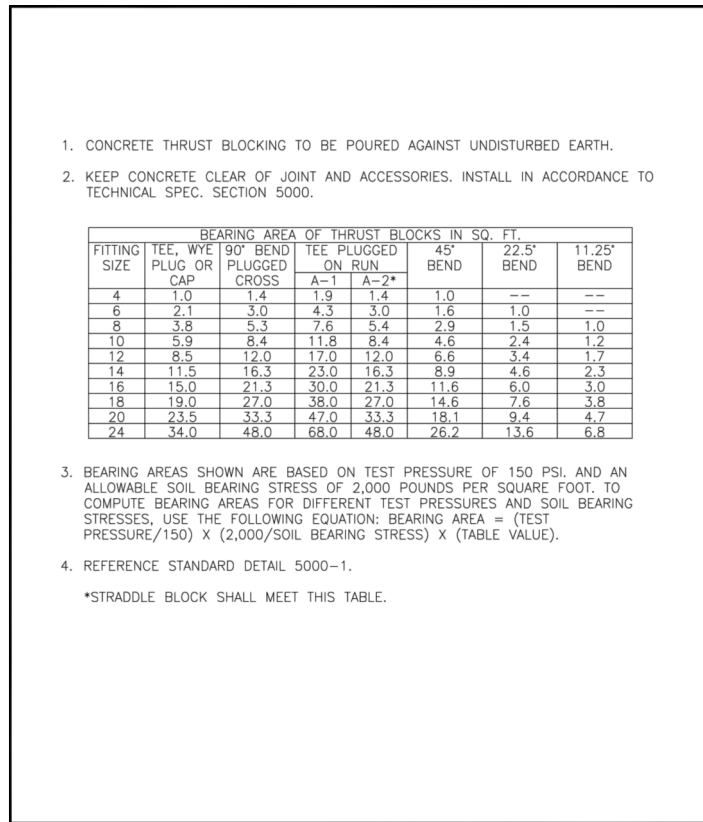 1. CONCRETE THRUST BLOCKING TO BE POURED AGAINST UNDISTURBED EARTH.
2. KEEP CONCRETE CLEAR OF JOINT AND ACCESSORIES. INSTALL IN ACCORDANCE TO
TECHNICAL SPEC. SECTION 5000.
BEARING AREA OF THRUST BLOCKS IN SQ. FT.
FITTING TEE, WYE 90° BEND TEE PLUGGED 45° 22.5° 11.25°
SIZE PLUG OR PLUGGED ON RUN BEND BEND BEND
CAP CROSS A-1 A-2*
4 1.0 1.4 1.9 1.4 1.0 -- --
6 2.1 3.0 4.3 3.0 1.6 1.0 --
8 3.8 5.3 7.6 5.4 2.9 1.5 1.0
10 5.9 8.4 11.8 8.4 4.6 2.4 1.2
12 8.5 12.0 17.0 12.0 6.6 3.4 1.7
14 11.5 16.3 23.0 16.3 8.9 4.6 2.3
16 15.0 21.3 30.0 21.3 11.6 6.0 3.0
18 19.0 27.0 38.0 27.0 14.6 7.6 3.8
20 23.5 33.3 47.0 33.3 18.1 9.4 4.7
24 34.0 48.0 68.0 48.0 26.2 13.6 6.8
3. BEARING AREAS SHOWN ARE BASED ON TEST PRESSURE OF 150 PSI. AND AN
ALLOWABLE SOIL BEARING STRESS OF 2,000 POUNDS PER SQUARE FOOT. TO
COMPUTE BEARING AREAS FOR DIFFERENT TEST PRESSURES AND SOIL BEARING
STRESSES, USE THE FOLLOWING EQUATION: BEARING AREA = (TEST
PRESSURE/150) X (2,000/SOIL BEARING STRESS) X (TABLE VALUE).
4. REFERENCE STANDARD DETAIL 5000-1.
*STRADDLE BLOCK SHALL MEET THIS TABLE.